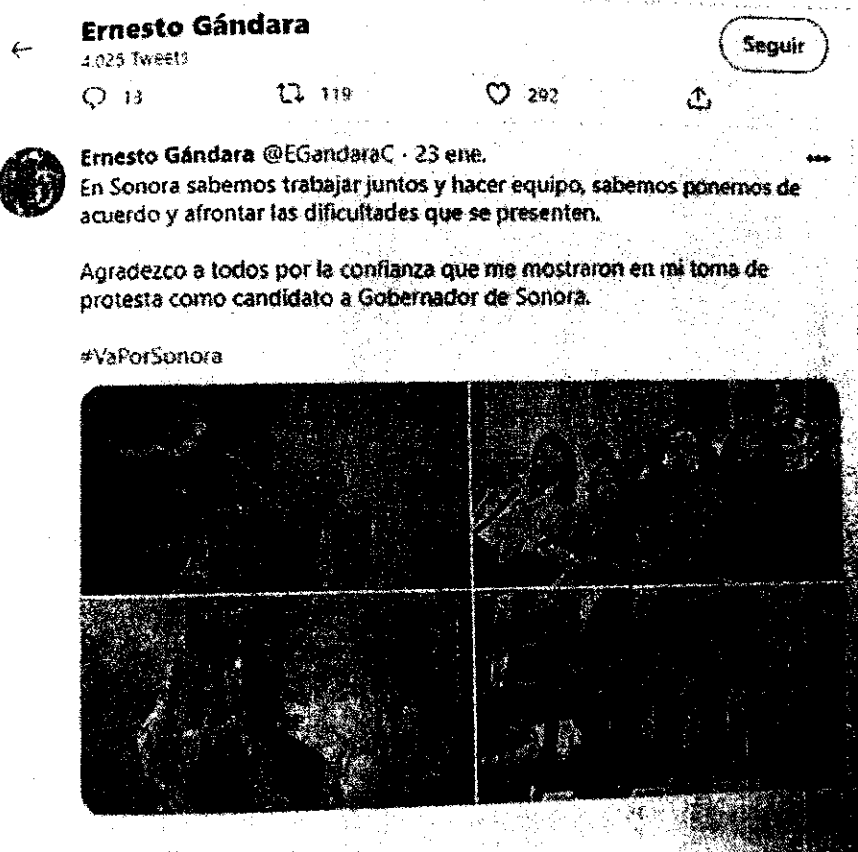 Ernesto Gándara
4.025 Tweets
Seguir
13 119 292
Ernesto Gándara @EGandaraC · 23 ene.
En Sonora sabemos trabajar juntos y hacer equipo, sabemos ponernos de
acuerdo y afrontar las dificultades que se presenten.
Agradezco a todos por la confianza que me mostraron en mi toma de
protesta como candidato a Gobernador de Sonora.
#VaPorSonora